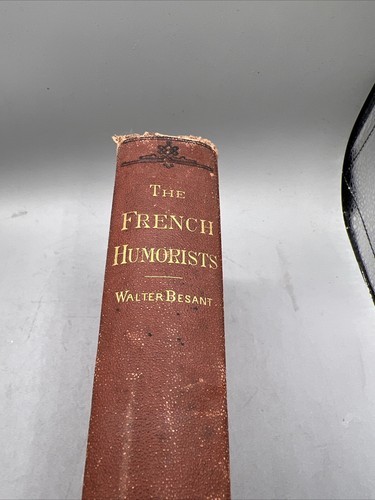 THE
FRENCH
HUMORISTS
WALTER BESANT.